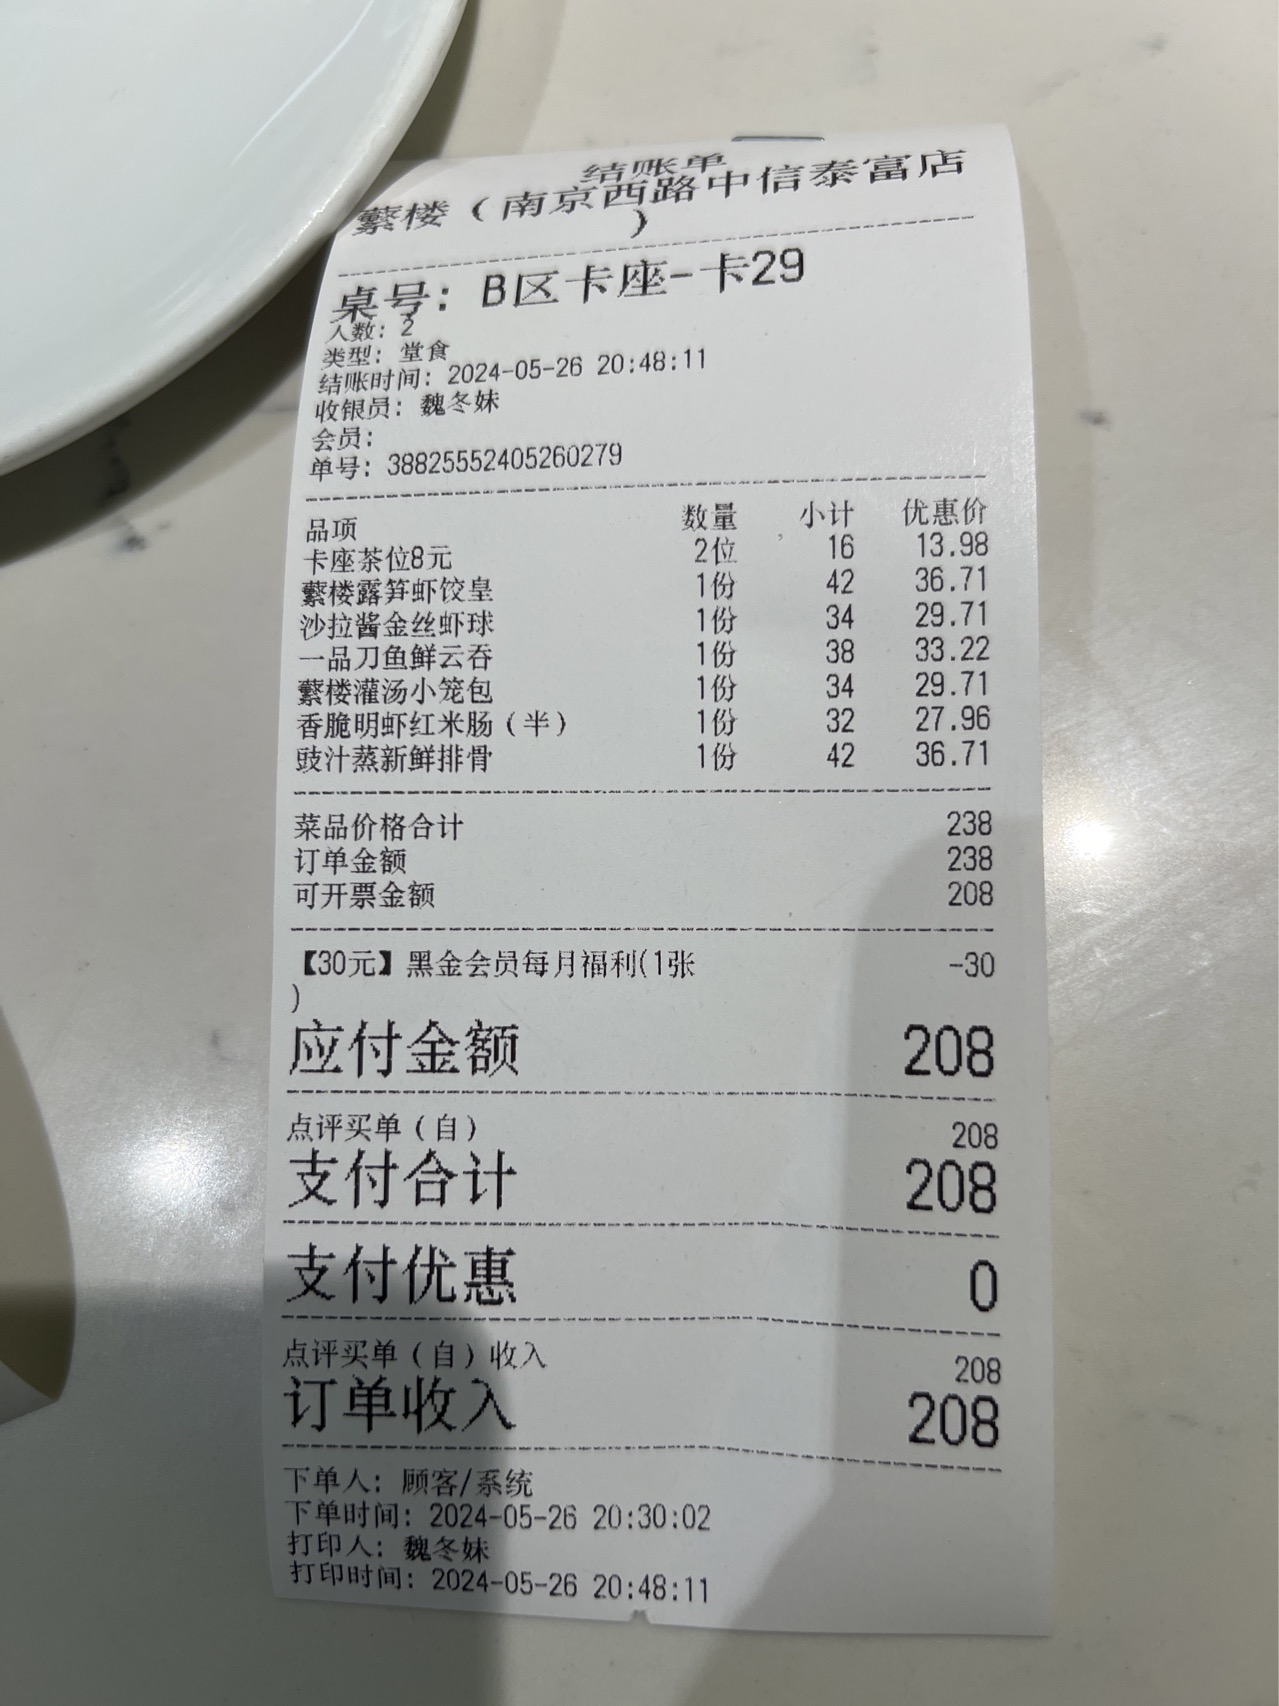 结账单
蘩楼（南京西路中信泰富店
）
桌号: B区卡座-卡29
人数: 2
类型: 堂食
结账时间: 2024-05-26 20:48:11
收银员: 魏冬妹
会员:
单号: 38825552405260279
品项 数量 小计 优惠价
卡座茶位8元 2位 16 13.98
蘩楼露笋虾饺皇 1份 42 36.71
沙拉酱金丝虾球 1份 34 29.71
一品刀鱼鲜云吞 1份 38 33.22
蘩楼灌汤小笼包 1份 34 29.71
香脆明虾红米肠（半） 1份 32 27.96
豉汁蒸新鲜排骨 1份 42 36.71
菜品价格合计 238
订单金额 238
可开票金额 208
【30元】黑金会员每月福利(1张 -30
)
应付金额 208
点评买单（自） 208
支付合计 208
支付优惠 0
点评买单（自）收入 208
订单收入 208
下单人: 顾客/系统
下单时间: 2024-05-26 20:30:02
打印人: 魏冬妹
打印时间: 2024-05-26 20:48:11